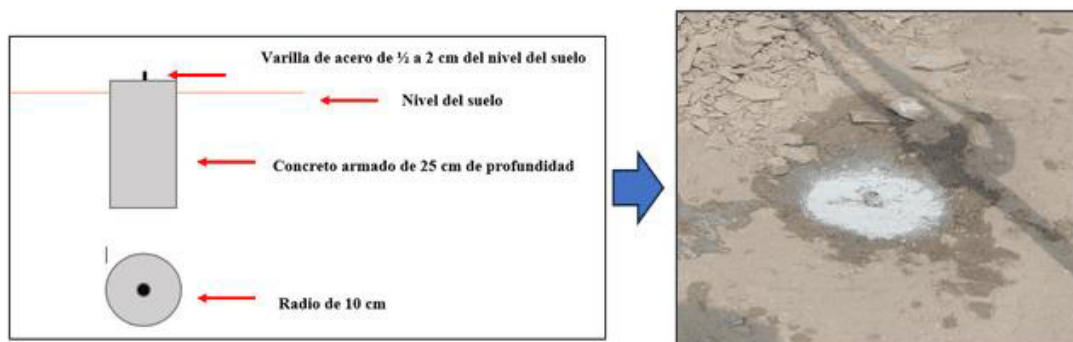 Varilla de acero de ½ a 2 cm del nivel del suelo
Nivel del suelo
Concreto armado de 25 cm de profundidad
Radio de 10 cm